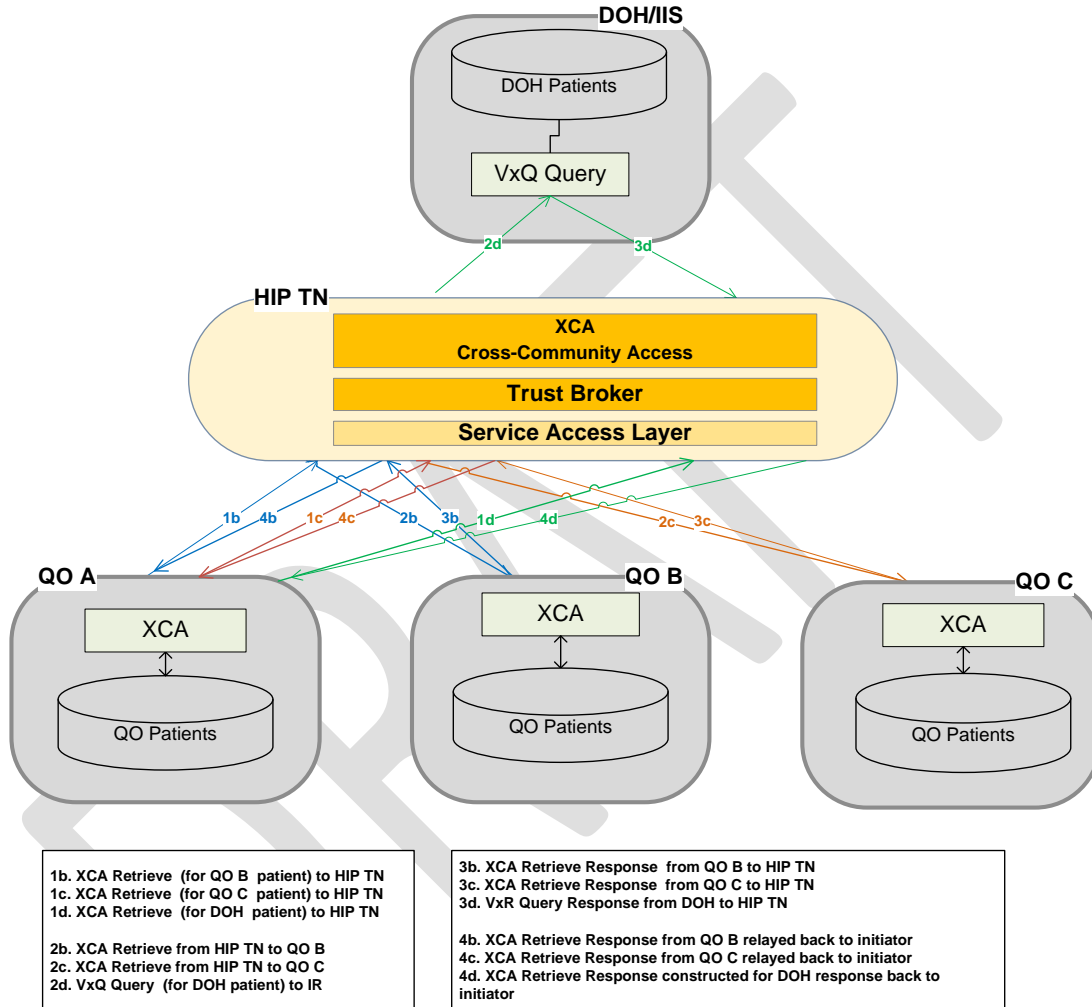 DOH/IIS
DOH Patients
VxQ Query
2d
3d
HIP TN
XCA
Cross-Community Access
Trust Broker
Service Access Layer
1b
4b
1c
4c
2b
3b
1d
4d
2c
3c
QO A
QO B
QO C
XCA
XCA
XCA
QO Patients
QO Patients
QO Patients
1b. XCA Retrieve (for QO B patient) to HIP TN
1c. XCA Retrieve (for QO C patient) to HIP TN
1d. XCA Retrieve (for DOH patient) to HIP TN
2b. XCA Retrieve from HIP TN to QO B
2c. XCA Retrieve from HIP TN to QO C
2d. VxQ Query (for DOH patient) to IR
3b. XCA Retrieve Response from QO B to HIP TN
3c. XCA Retrieve Response from QO C to HIP TN
3d. VxR Query Response from DOH to HIP TN
4b. XCA Retrieve Response from QO B relayed back to initiator
4c. XCA Retrieve Response from QO C relayed back to initiator
4d. XCA Retrieve Response constructed for DOH response back to
initiator
DRAFT